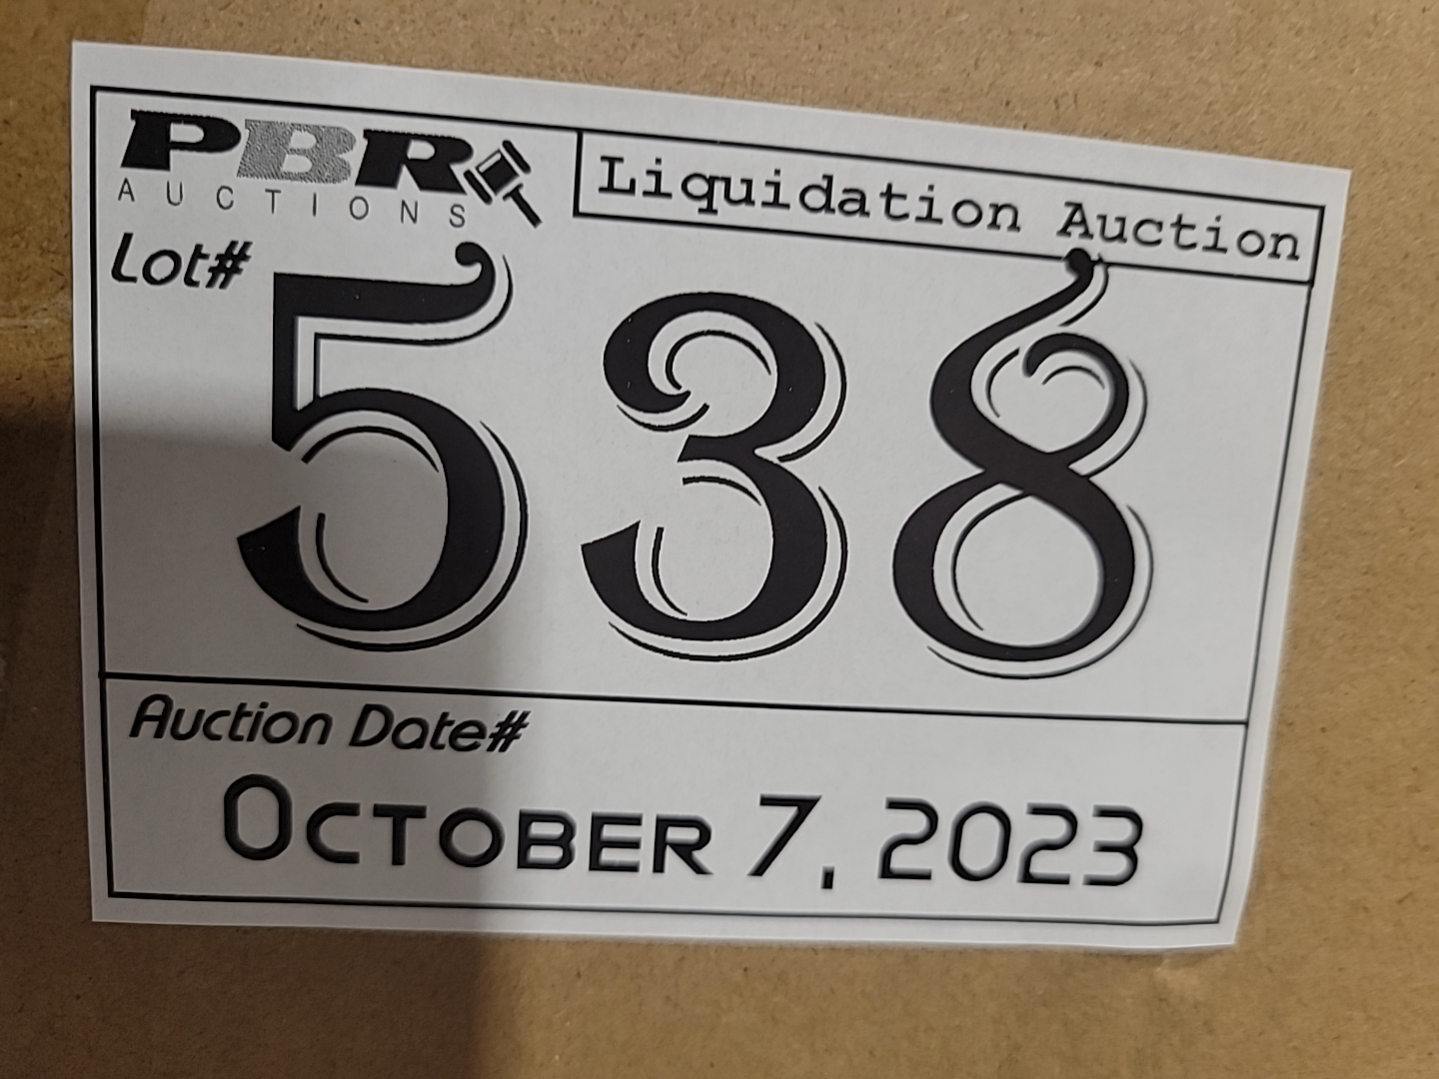 PBR
AUCTIONS
Liquidation Auction
Lot#
538
Auction Date#
October 7, 2023